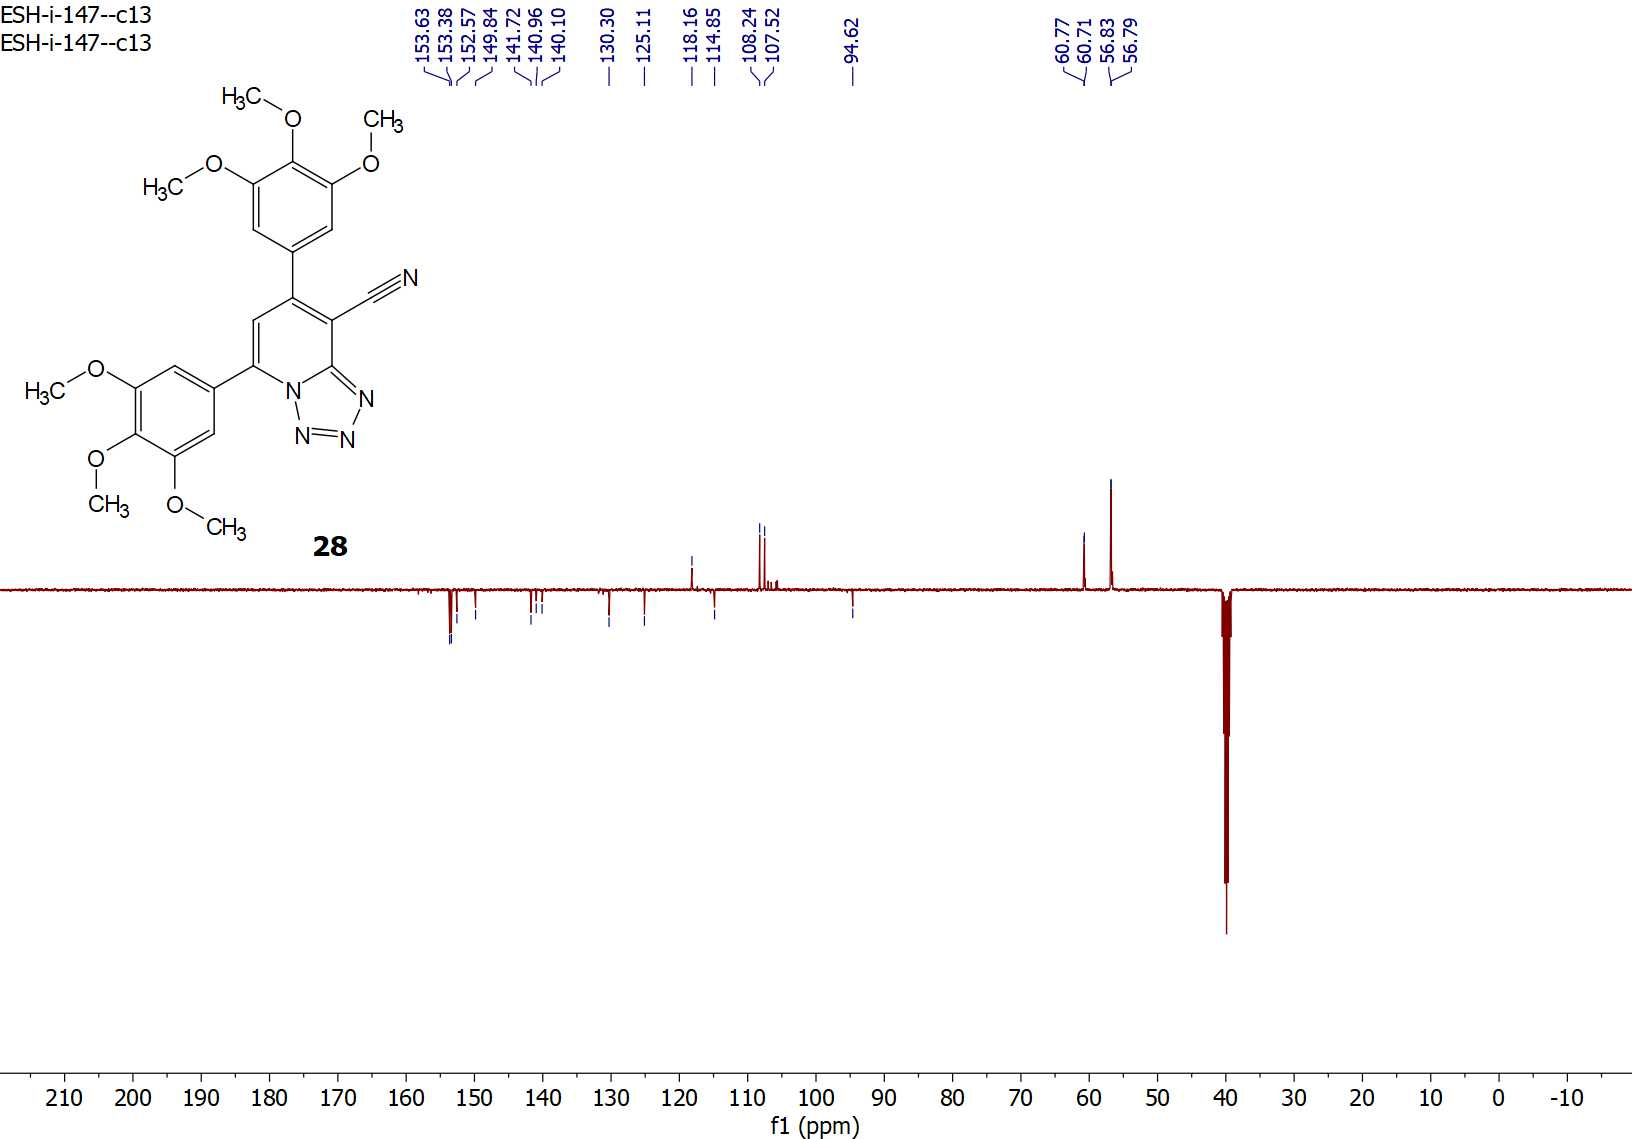 ESH-i-147--c13
ESH-i-147--c13
153.63
153.38
152.57
149.84
141.72
140.96
140.10
130.30
125.11
118.16
114.85
108.24
107.52
94.62
60.77
60.71
56.83
56.79
H3C
O
CH3
O
O
H3C
N
O
H3C
N
N
N
N
O
CH3
O
CH3
28
210 200 190 180 170 160 150 140 130 120 110 100 90 80 70 60 50 40 30 20 10 0 -10
f1 (ppm)